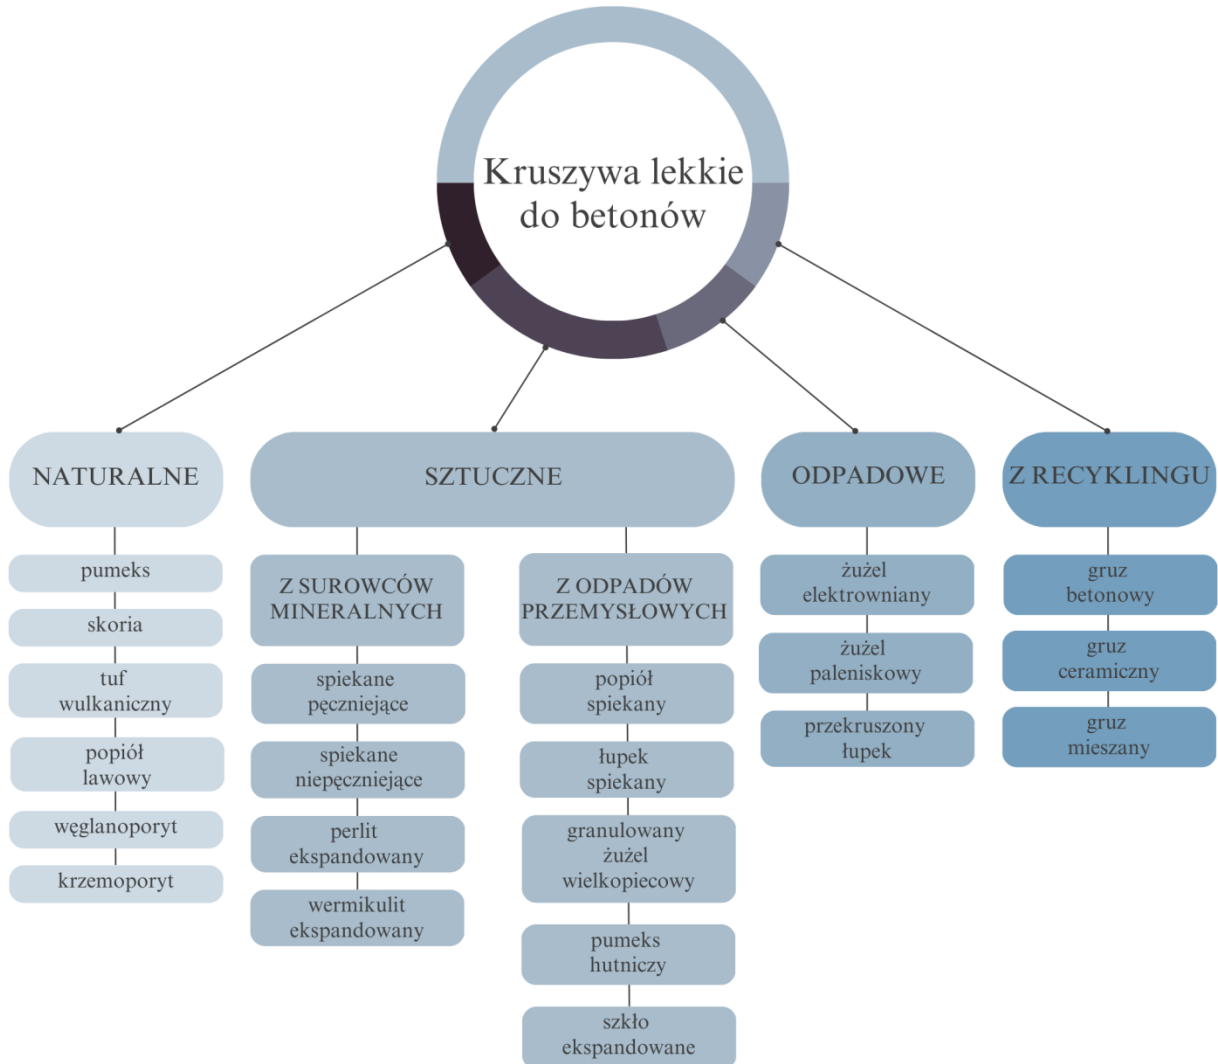 Kruszywa lekkie
do betonów
NATURALNE
pumeks
skoria
tuf
wulkaniczny
popiół
lawowy
węglanoporyt
krzemoporyt
SZTUCZNE
Z SUROWCÓW
MINERALNYCH
spiekane
pęczniejące
spiekane
niepęczniejące
perlit
ekspandowany
wermikulit
ekspandowany
Z ODPADÓW
PRZEMYSŁOWYCH
popiół
spiekany
łupek
spiekany
granulowany
żużel
wielkopiecowy
pumeks
hutniczy
szkło
ekspandowane
ODPADOWE
żużel
elektrowniany
żużel
paleniskowy
przekruszony
łupek
Z RECYKLINGU
gruz
betonowy
gruz
ceramiczny
gruz
mieszany